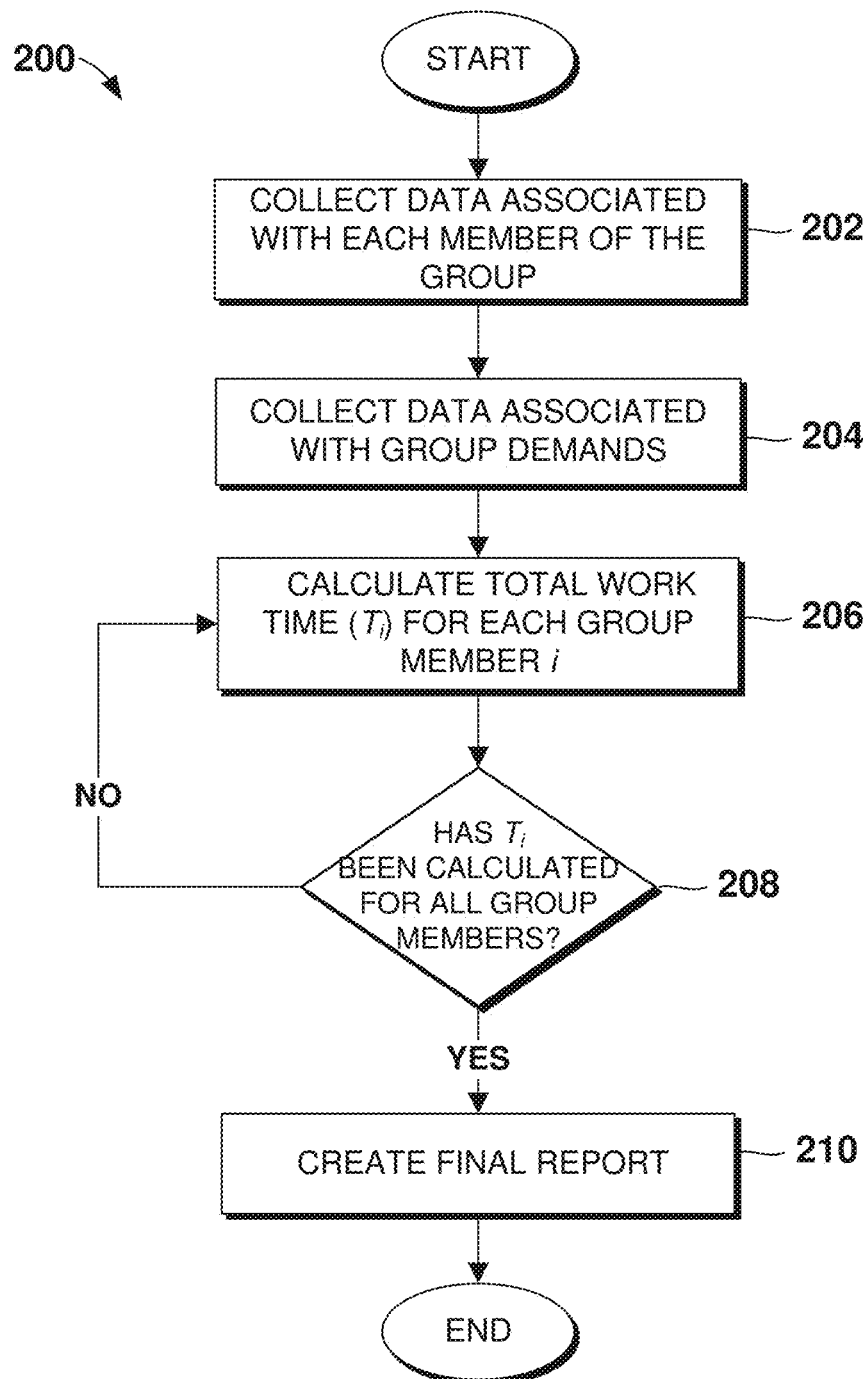 200
START
COLLECT DATA ASSOCIATED
WITH EACH MEMBER OF THE
GROUP
202
COLLECT DATA ASSOCIATED
WITH GROUP DEMANDS
204
CALCULATE TOTAL WORK
TIME (Ti) FOR EACH GROUP
MEMBER i
206
NO
HAS Ti
BEEN CALCULATED
FOR ALL GROUP
MEMBERS?
208
YES
CREATE FINAL REPORT
210
END